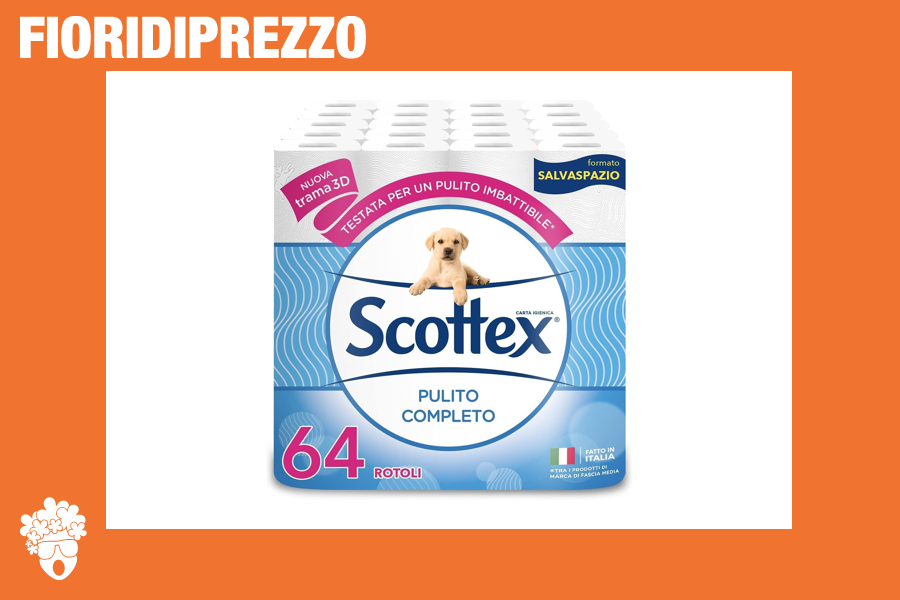 FIORIDIPREZZO
formato
SALVASPAZIO
NUOVA
trama 3D
TESTATA PER UN PULITO IMBATTIBILE*
CARTA IGIENICA
Scottex®
PULITO
COMPLETO
64 ROTOLI
FATTO IN
ITALIA
*TRA I PRODOTTI DI
MARCA DI FASCIA MEDIA